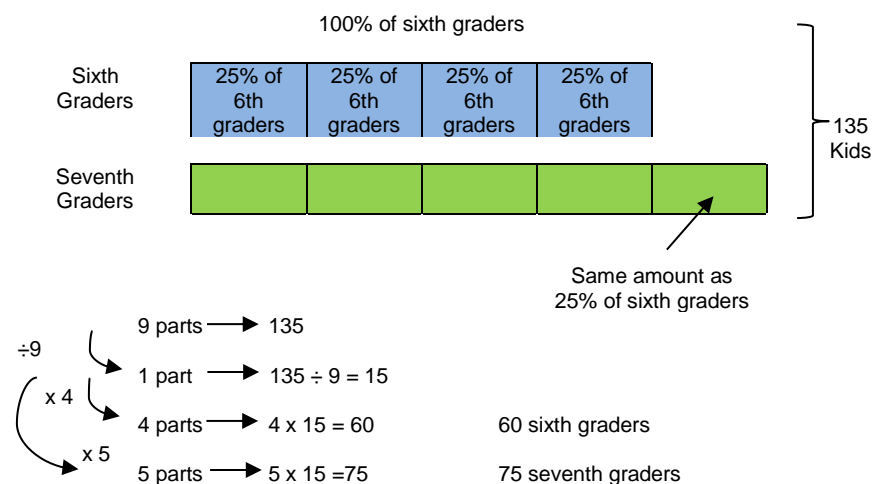 100% of sixth graders
Sixth
Graders
25% of
6th
graders
25% of
6th
graders
25% of
6th
graders
25% of
6th
graders
135
Kids
Seventh
Graders
Same amount as
25% of sixth graders
9 parts 135
÷9
1 part 135 ÷ 9 = 15
x 4
4 parts 4 x 15 = 60 60 sixth graders
x 5
5 parts 5 x 15 =75 75 seventh graders